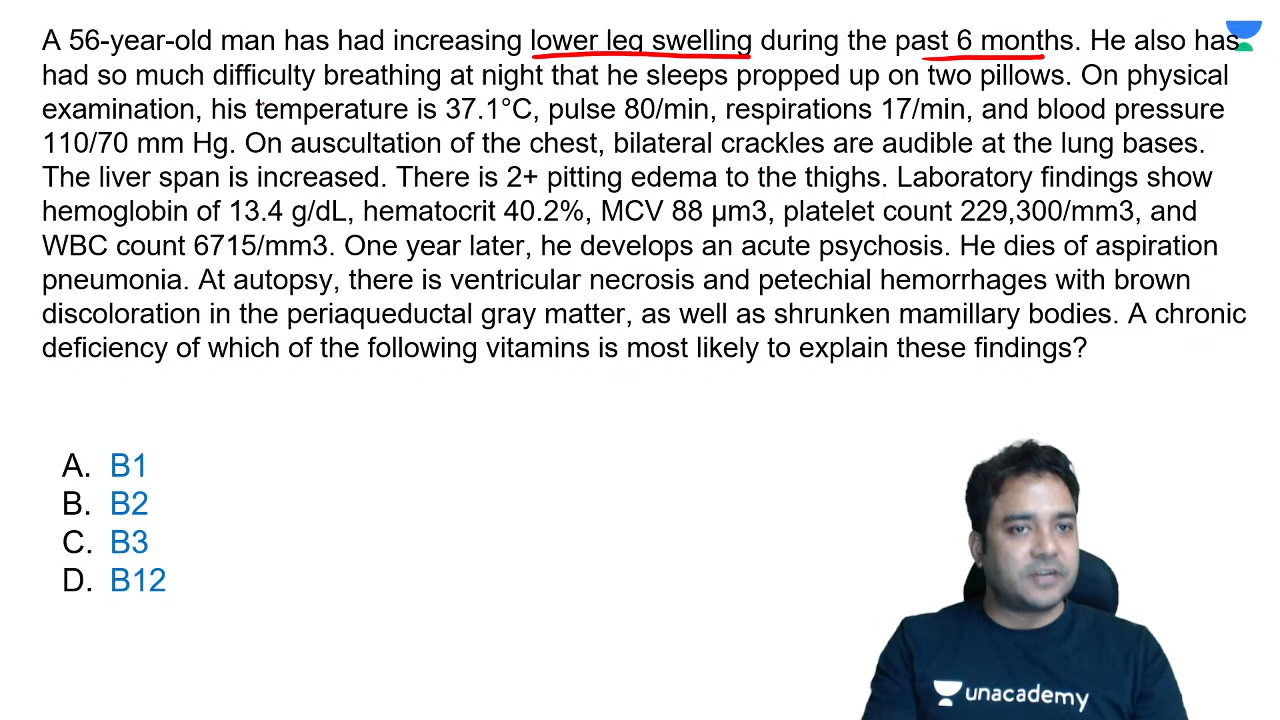 A 56-year-old man has had increasing lower leg swelling during the past 6 months. He also has
had so much difficulty breathing at night that he sleeps propped up on two pillows. On physical
examination, his temperature is 37.1°C, pulse 80/min, respirations 17/min, and blood pressure
110/70 mm Hg. On auscultation of the chest, bilateral crackles are audible at the lung bases.
The liver span is increased. There is 2+ pitting edema to the thighs. Laboratory findings show
hemoglobin of 13.4 g/dL, hematocrit 40.2%, MCV 88 μm3, platelet count 229,300/mm3, and
WBC count 6715/mm3. One year later, he develops an acute psychosis. He dies of aspiration
pneumonia. At autopsy, there is ventricular necrosis and petechial hemorrhages with brown
discoloration in the periaqueductal gray matter, as well as shrunken mamillary bodies. A chronic
deficiency of which of the following vitamins is most likely to explain these findings?
A. B1
B. B2
C. B3
D. B12
unacademy